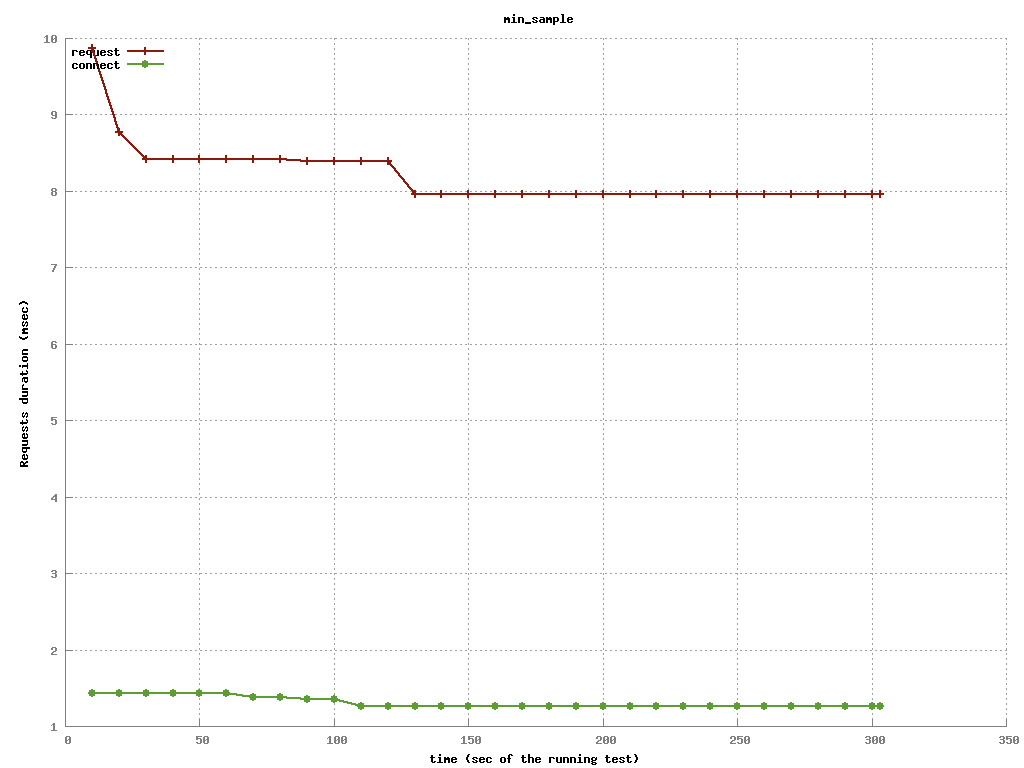 min_sample
request
connect
10
9
8
7
6
5
4
3
2
1
Requests duration (msec)
0 50 100 150 200 250 300 350
time (sec of the running test)